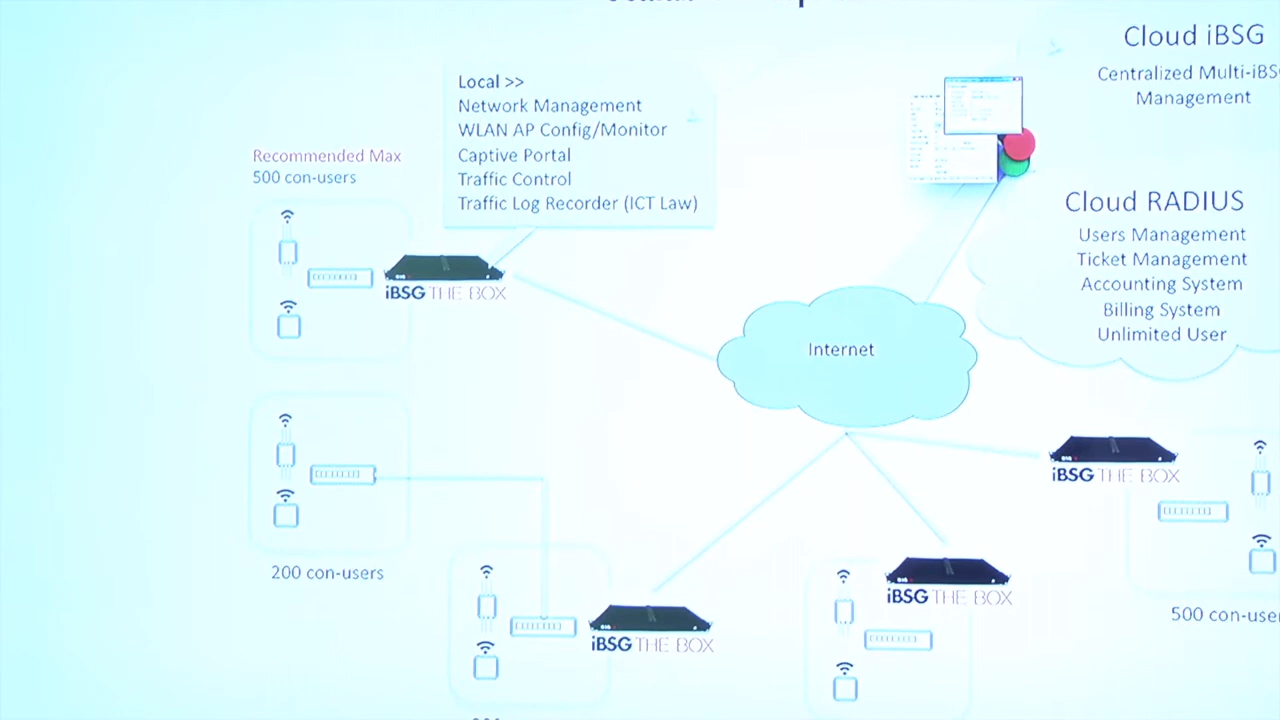 Local >>
Network Management
WLAN AP Config/Monitor
Captive Portal
Traffic Control
Traffic Log Recorder (ICT Law)
Recommended Max
500 con-users
iBSG THE BOX
Cloud iBSG
Centralized Multi-iBSG
Management
Cloud RADIUS
Users Management
Ticket Management
Accounting System
Billing System
Unlimited User
Internet
iBSG THE BOX
200 con-users
iBSG THE BOX
iBSG THE BOX
500 con-use